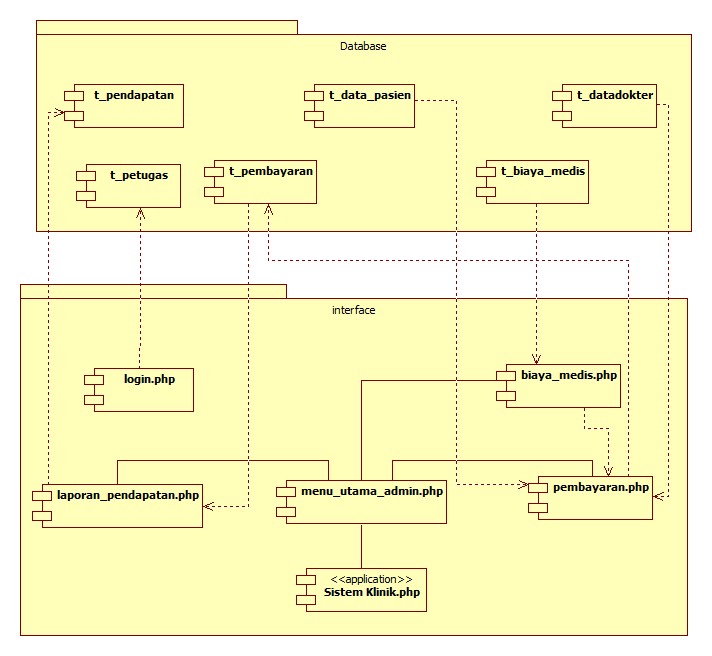 Database
t_pendapatan
t_data_pasien
t_datadokter
t_petugas
t_pembayaran
t_biaya_medis
interface
login.php
biaya_medis.php
laporan_pendapatan.php
menu_utama_admin.php
pembayaran.php
<<application>>
Sistem Klinik.php